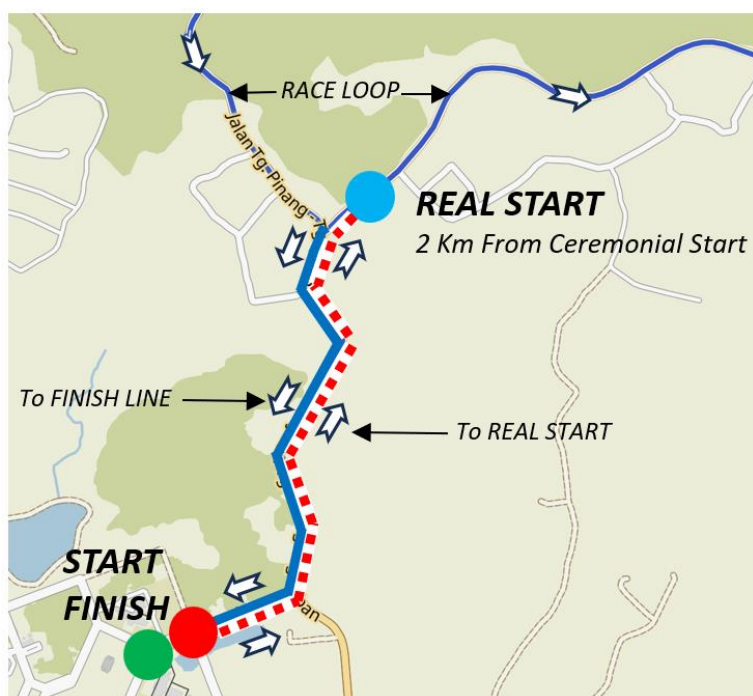 RACE LOOP
Jalan Tg. Pinang -
REAL START
2 Km From Ceremonial Start
To FINISH LINE
To REAL START
START
FINISH